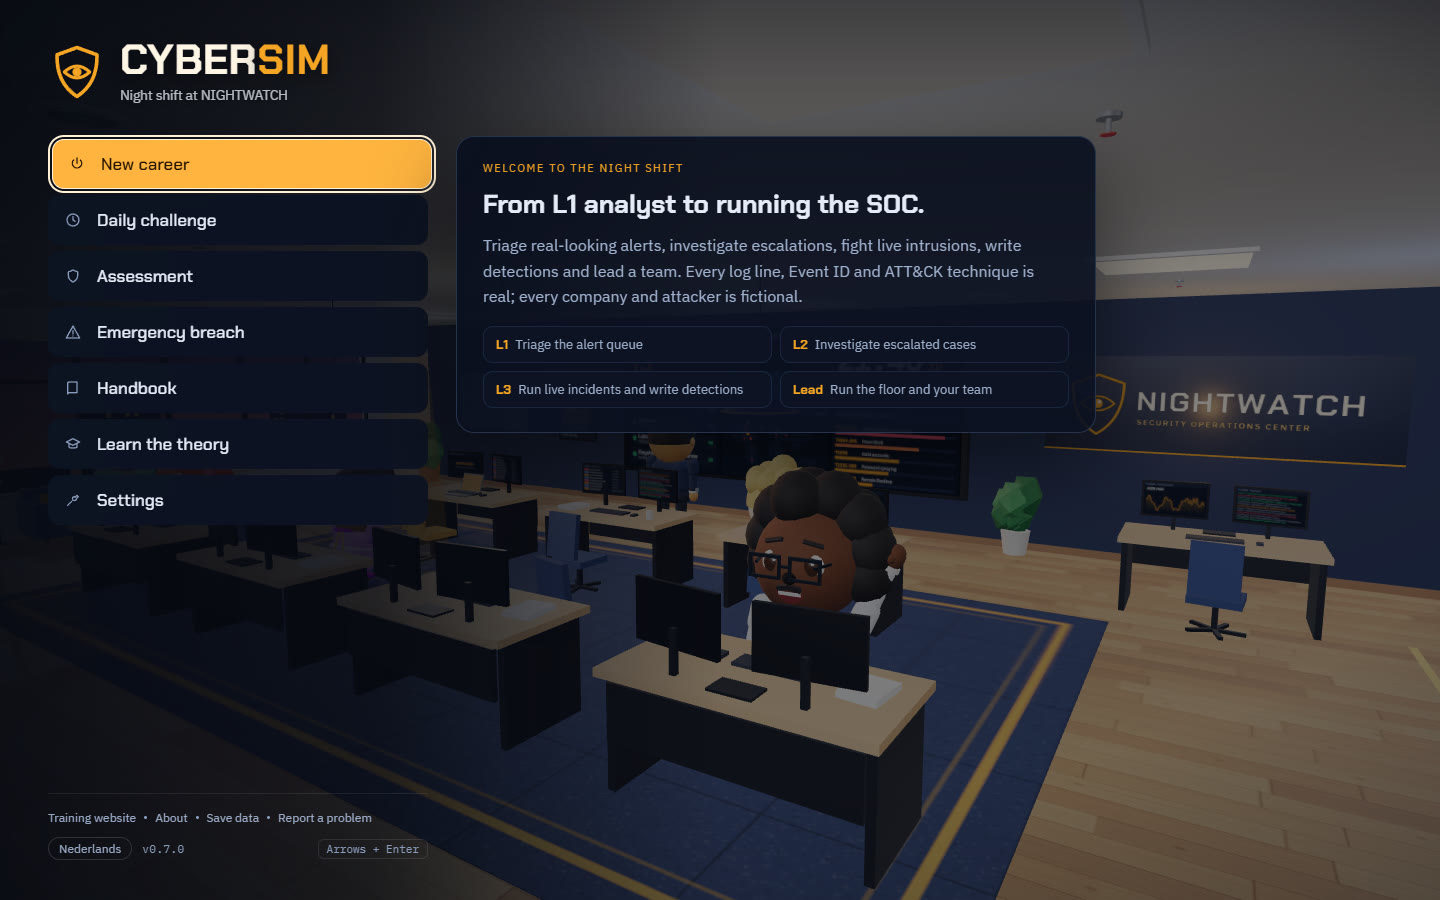 CYBERSIM
Night shift at NIGHTWATCH
New career
Daily challenge
Assessment
Emergency breach
Handbook
Learn the theory
Settings
WELCOME TO THE NIGHT SHIFT
From L1 analyst to running the SOC.
Triage real-looking alerts, investigate escalations, fight live intrusions, write
detections and lead a team. Every log line, Event ID and ATT&CK technique is
real; every company and attacker is fictional.
L1 Triage the alert queue
L2 Investigate escalated cases
L3 Run live incidents and write detections
Lead Run the floor and your team
NIGHTWATCH
SECURITY OPERATIONS CENTER
Training website • About • Save data • Report a problem
Nederlands v0.7.0 Arrows + Enter